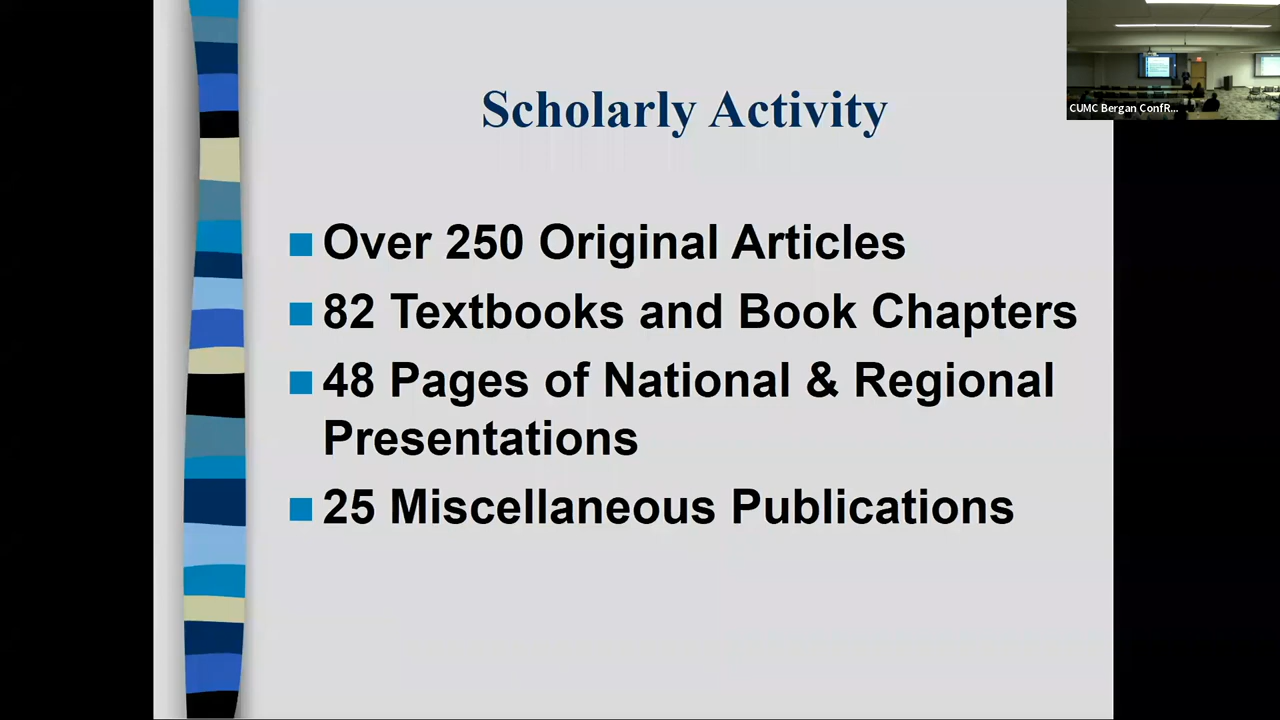 Scholarly Activity
CUMC Bergan ConfR...
Over 250 Original Articles
82 Textbooks and Book Chapters
48 Pages of National & Regional
Presentations
25 Miscellaneous Publications